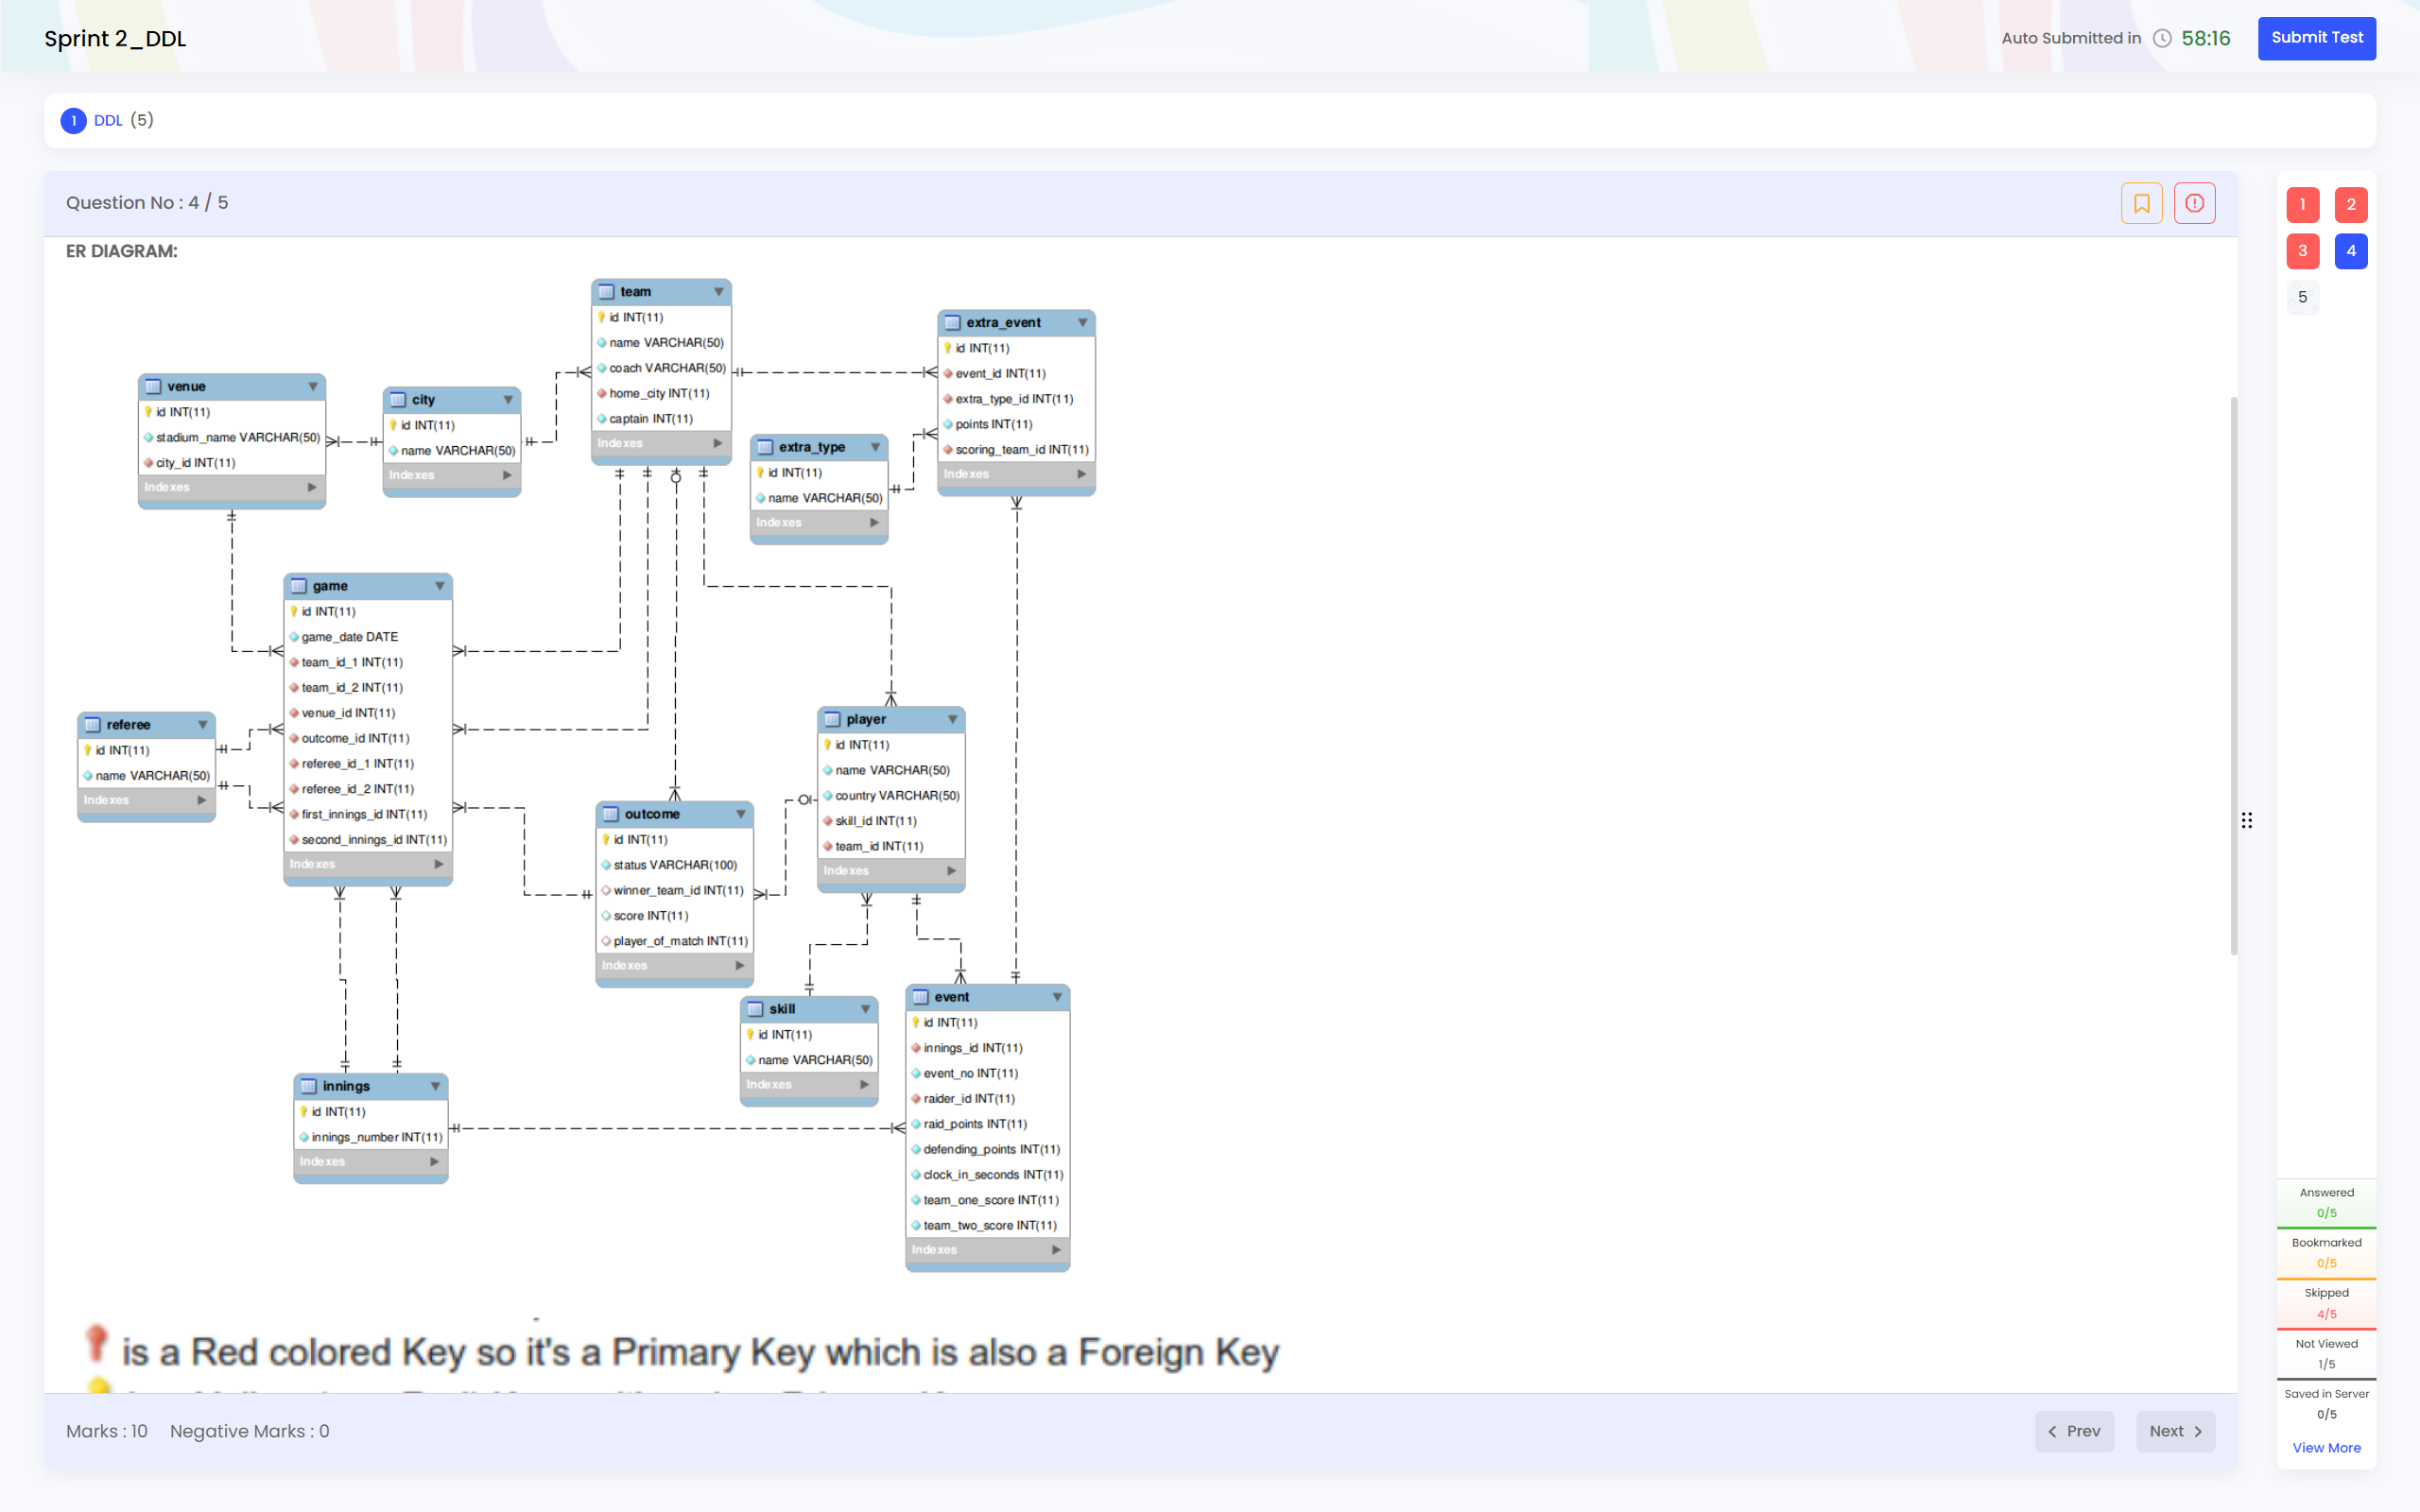 Sprint 2_DDL
Auto Submitted in 58:16
Submit Test
1 DDL (5)
Question No : 4 / 5
ER DIAGRAM:
team
id INT(11)
name VARCHAR(50)
coach VARCHAR(50)
home_city INT(11)
captain INT(11)
Indexes
extra_event
id INT(11)
event_id INT(11)
extra_type_id INT(11)
points INT(11)
scoring_team_id INT(11)
Indexes
venue
id INT(11)
stadium_name VARCHAR(50)
city_id INT(11)
Indexes
city
id INT(11)
name VARCHAR(50)
Indexes
extra_type
id INT(11)
name VARCHAR(50)
Indexes
game
id INT(11)
game_date DATE
team_id_1 INT(11)
team_id_2 INT(11)
venue_id INT(11)
outcome_id INT(11)
referee_id_1 INT(11)
referee_id_2 INT(11)
first_innings_id INT(11)
second_innings_id INT(11)
Indexes
referee
id INT(11)
name VARCHAR(50)
Indexes
player
id INT(11)
name VARCHAR(50)
country VARCHAR(50)
skill_id INT(11)
team_id INT(11)
Indexes
outcome
id INT(11)
status VARCHAR(100)
winner_team_id INT(11)
score INT(11)
player_of_match INT(11)
Indexes
skill
id INT(11)
name VARCHAR(50)
Indexes
event
id INT(11)
innings_id INT(11)
event_no INT(11)
raider_id INT(11)
raid_points INT(11)
defending_points INT(11)
clock_in_seconds INT(11)
team_one_score INT(11)
team_two_score INT(11)
Indexes
innings
id INT(11)
innings_number INT(11)
Indexes
is a Red colored Key so it's a Primary Key which is also a Foreign Key
Marks : 10 Negative Marks : 0
Prev
Next
1 2
3 4
5
Answered
0/5
Bookmarked
0/5
Skipped
4/5
Not Viewed
1/5
Saved in Server
0/5
View More